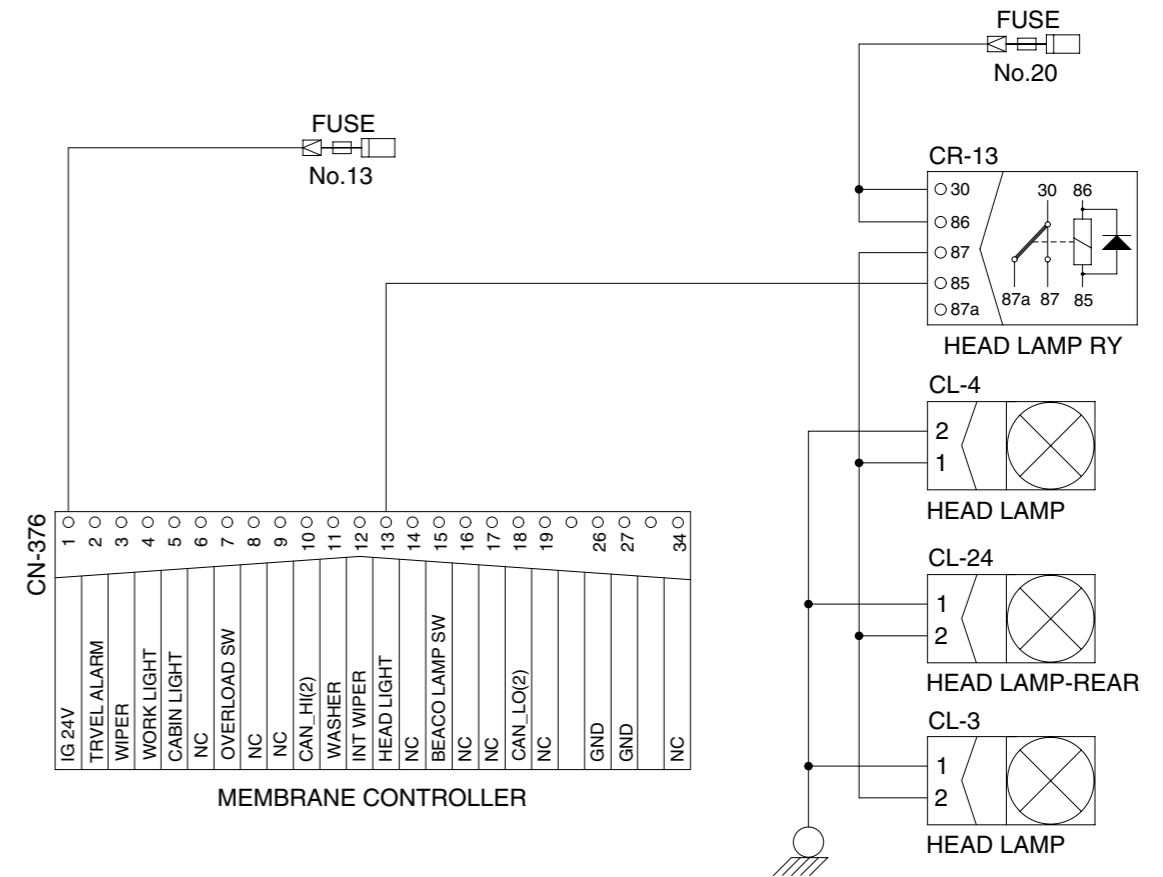 FUSE
No.20
FUSE
No.13
CR-13
30
86
87
85
87a
30 86
87a 87 85
HEAD LAMP RY
CL-4
2
1
HEAD LAMP
CL-24
1
2
HEAD LAMP-REAR
CL-3
1
2
HEAD LAMP
CN-376
1 2 3 4 5 6 7 8 9 10 11 12 13 14 15 16 17 18 19 26 27 34
IG 24V
TRVEL ALARM
WIPER
WORK LIGHT
CABIN LIGHT
NC
OVERLOAD SW
NC
NC
CAN_HI(2)
WASHER
INT WIPER
HEAD LIGHT
NC
BEACO LAMP SW
NC
NC
CAN_LO(2)
NC
GND
GND
NC
MEMBRANE CONTROLLER